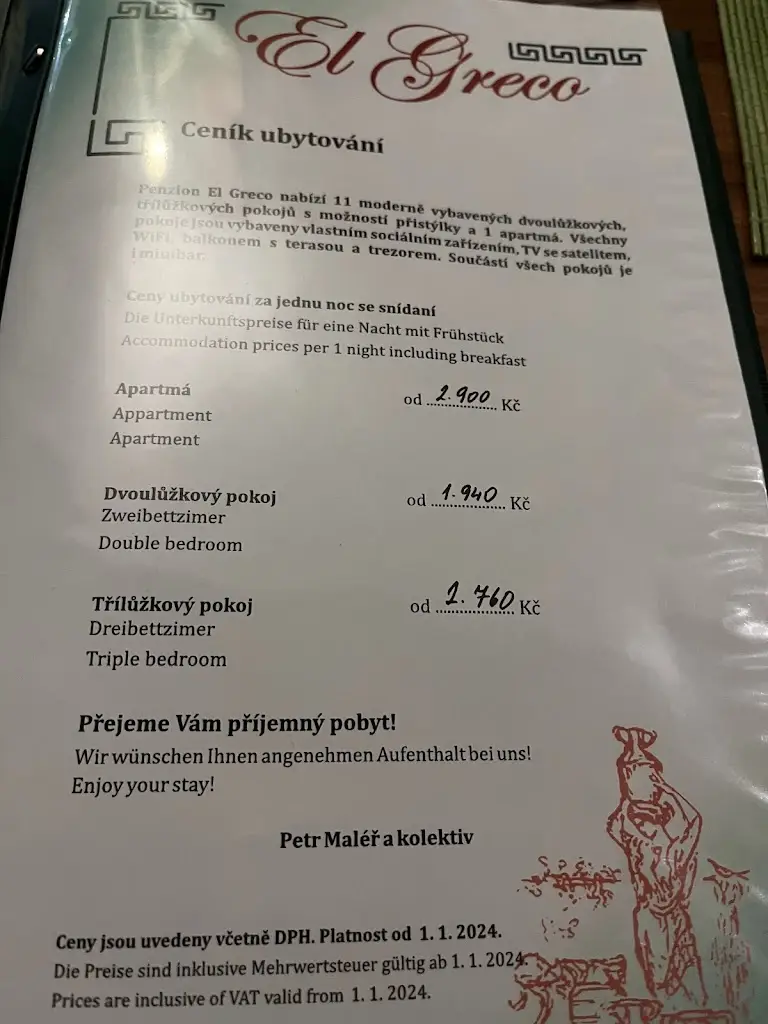 El Greco
Ceník ubytování
Penzion El Greco nabízí 11 moderně vybavených dvoulůžkových,
třílůžkových pokojů s možností přistýlky a 1 apartmá. Všechny
pokoje jsou vybaveny vlastním sociálním zařízením, TV se satelitem,
WiFi, balkonem s terasou a trezorem. Součástí všech pokojů je
i minibar.
Ceny ubytování za jednu noc se snídaní
Die Unterkunftspreise für eine Nacht mit Frühstück
Accommodation prices per 1 night including breakfast
Apartmá od 2.900 Kč
Appartment
Apartment
Dvoulůžkový pokoj od 1.940 Kč
Zweibettzimer
Double bedroom
Třílůžkový pokoj od 2.760 Kč
Dreibettzimer
Triple bedroom
Přejeme Vám příjemný pobyt!
Wir wünschen Ihnen angenehmen Aufenthalt bei uns!
Enjoy your stay!
Petr Maléř a kolektiv
Ceny jsou uvedeny včetně DPH. Platnost od 1. 1. 2024.
Die Preise sind inklusive Mehrwertsteuer gültig ab 1. 1. 2024.
Prices are inclusive of VAT valid from 1. 1. 2024.